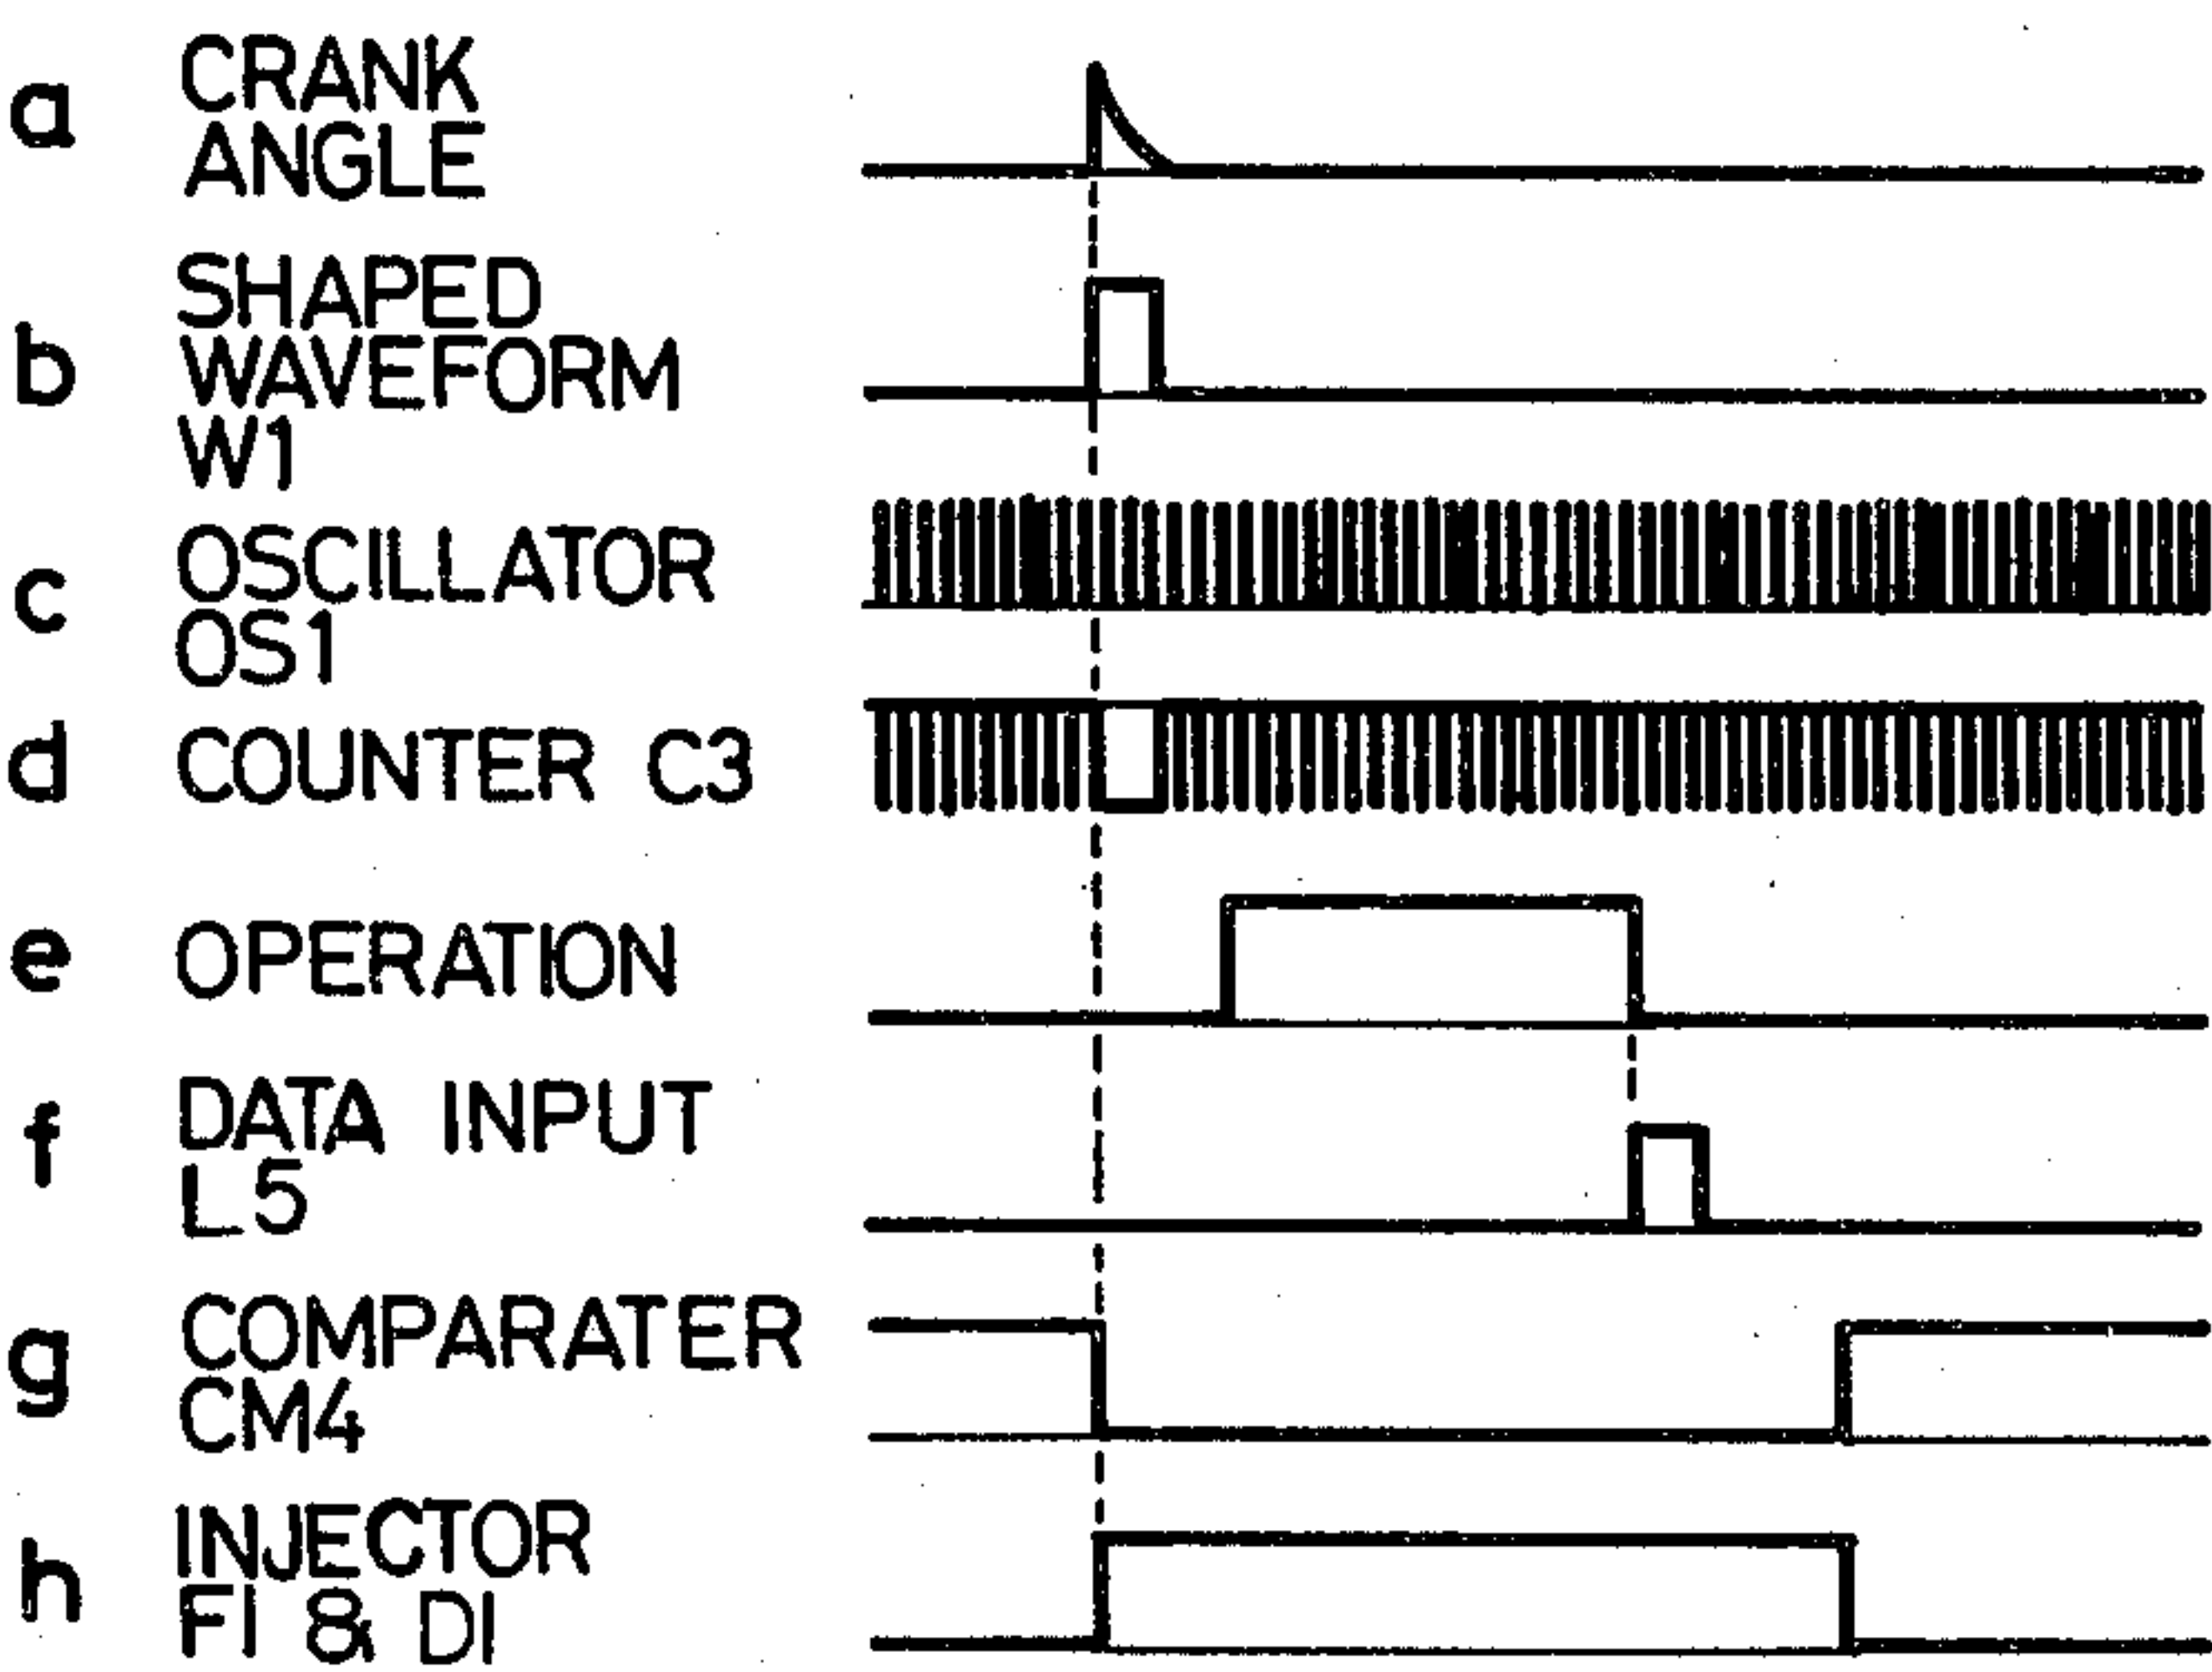 a CRANK
ANGLE
b SHAPED
WAVEFORM
W1
c OSCILLATOR
OS1
d COUNTER C3
e OPERATION
f DATA INPUT
L5
g COMPARATER
CM4
h INJECTOR
FI & DI